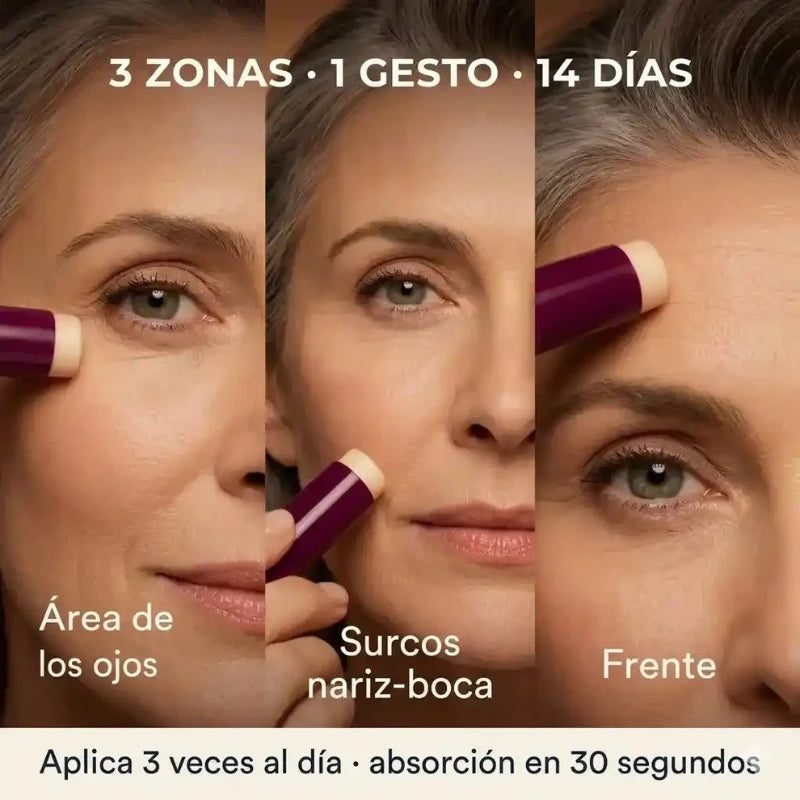 3 ZONAS · 1 GESTO · 14 DÍAS
Área de
los ojos
Surcos
nariz-boca
Frente
Aplica 3 veces al día · absorción en 30 segundos